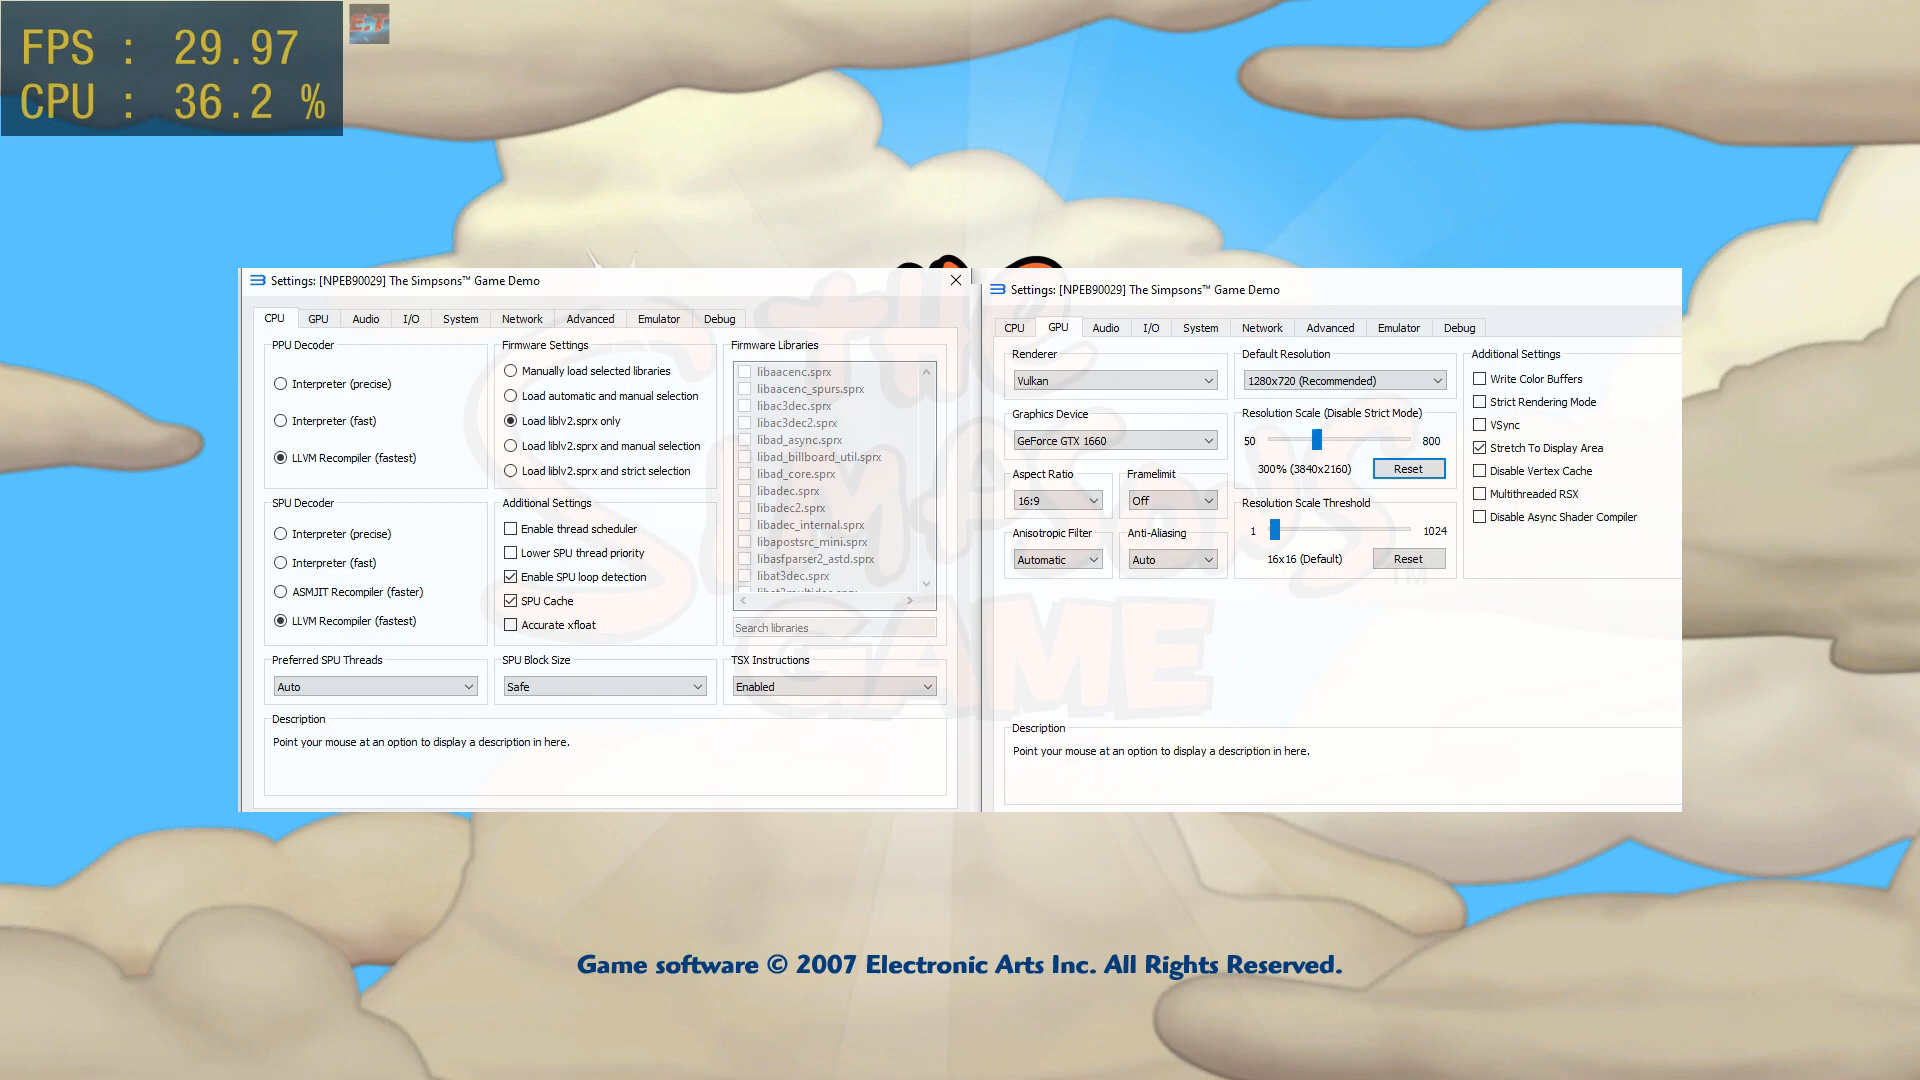 FPS : 29.97
CPU : 36.2 %
E.T
Settings: [NPEB90029] The Simpsons™ Game Demo
CPU GPU Audio I/O System Network Advanced Emulator Debug
PPU Decoder
Interpreter (precise)
Interpreter (fast)
LLVM Recompiler (fastest)
SPU Decoder
Interpreter (precise)
Interpreter (fast)
ASMJIT Recompiler (faster)
LLVM Recompiler (fastest)
Preferred SPU Threads
Auto
Firmware Settings
Manually load selected libraries
Load automatic and manual selection
Load liblv2.sprx only
Load liblv2.sprx and manual selection
Load liblv2.sprx and strict selection
Additional Settings
Enable thread scheduler
Lower SPU thread priority
Enable SPU loop detection
SPU Cache
Accurate xfloat
SPU Block Size
Safe
Firmware Libraries
libaacenc.sprx
libaacenc_spurs.sprx
libac3dec.sprx
libac3dec2.sprx
libad_async.sprx
libad_billboard_util.sprx
libad_core.sprx
libadec.sprx
libadec2.sprx
libadec_internal.sprx
libapostsrc_mini.sprx
libasfparser2_astd.sprx
libat3dec.sprx
Search libraries
TSX Instructions
Enabled
Description
Point your mouse at an option to display a description in here.
Settings: [NPEB90029] The Simpsons™ Game Demo
CPU GPU Audio I/O System Network Advanced Emulator Debug
Renderer
Vulkan
Graphics Device
GeForce GTX 1660
Aspect Ratio
16:9
Framelimit
Off
Anisotropic Filter
Automatic
Anti-Aliasing
Auto
Default Resolution
1280x720 (Recommended)
Resolution Scale (Disable Strict Mode)
50 800
300% (3840x2160) Reset
Resolution Scale Threshold
1 1024
16x16 (Default) Reset
Additional Settings
Write Color Buffers
Strict Rendering Mode
VSync
Stretch To Display Area
Disable Vertex Cache
Multithreaded RSX
Disable Async Shader Compiler
Description
Point your mouse at an option to display a description in here.
THE
SIMPSONS
GAME
TM
Game software © 2007 Electronic Arts Inc. All Rights Reserved.